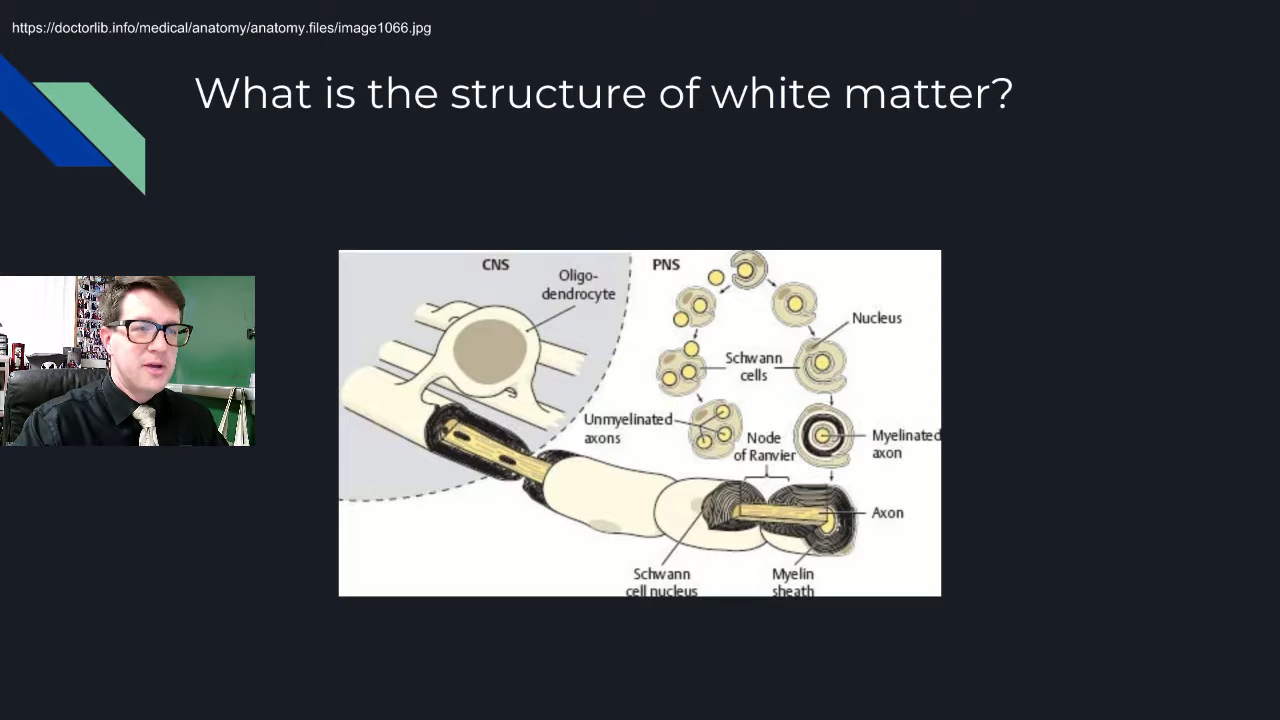 https://doctorlib.info/medical/anatomy/anatomy.files/image1066.jpg
What is the structure of white matter?
CNS
Oligo-
dendrocyte
PNS
Nucleus
Schwann
cells
Unmyelinated
axons
Node
of Ranvier
Myelinated
axon
Axon
Schwann
cell nucleus
Myelin
sheath